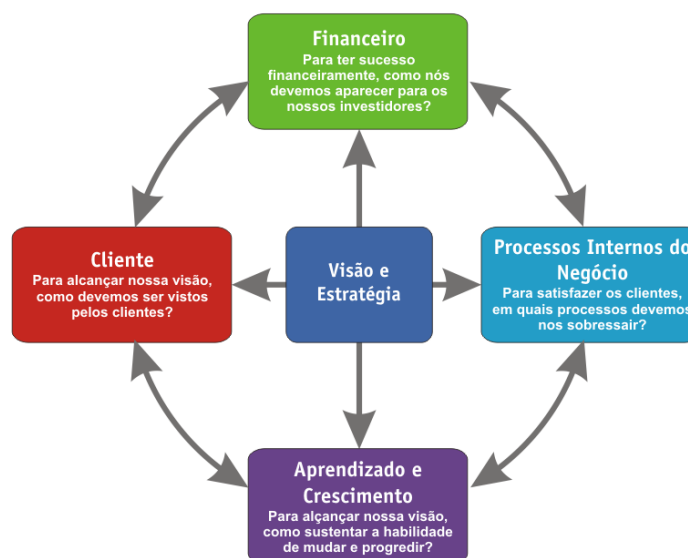 Financeiro
Para ter sucesso
financeiramente, como nós
devemos aparecer para os
nossos investidores?
Cliente
Para alcançar nossa visão,
como devemos ser vistos
pelos clientes?
Visão e
Estratégia
Processos Internos do
Negócio
Para satisfazer os clientes,
em quais processos devemos
nos sobressair?
Aprendizado e
Crescimento
Para alçançar nossa visão,
como sustentar a habilidade
de mudar e progredir?